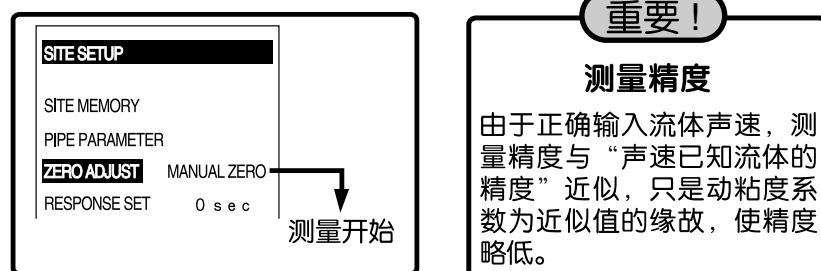 SITE SETUP
SITE MEMORY
PIPE PARAMETER
ZERO ADJUST MANUAL ZERO
RESPONSE SET 0 sec
测量开始
重要！
测量精度
由于正确输入流体声速，测
量精度与“声速已知流体的
精度”近似，只是动粘度系
数为近似值的缘故，使精度
略低。